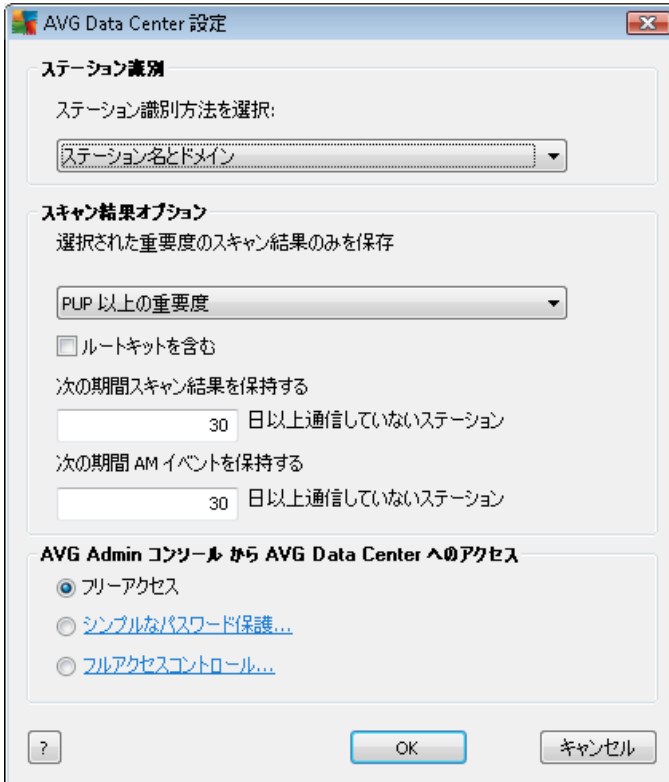 AVG Data Center 設定
ステーション識別
ステーション識別方法を選択:
ステーション名とドメイン
スキャン結果オプション
選択された重要度のスキャン結果のみを保存
PUP 以上の重要度
ルートキットを含む
次の期間スキャン結果を保持する
30 日以上通信していないステーション
次の期間 AM イベントを保持する
30 日以上通信していないステーション
AVG Admin コンソール から AVG Data Center へのアクセス
フリーアクセス
シンプルなパスワード保護...
フルアクセスコントロール...
? OK キャンセル